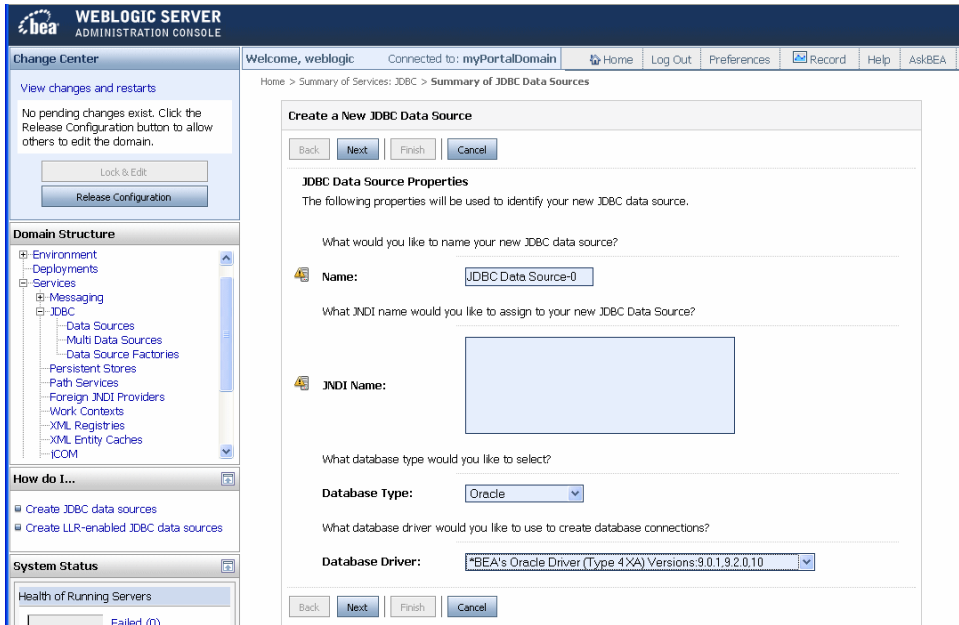 bea
WEBLOGIC SERVER
ADMINISTRATION CONSOLE
Change Center
View changes and restarts
No pending changes exist. Click the
Release Configuration button to allow
others to edit the domain.
Lock & Edit
Release Configuration
Domain Structure
Environment
Deployments
Services
Messaging
JDBC
Data Sources
Multi Data Sources
Data Source Factories
Persistent Stores
Path Services
Foreign JNDI Providers
Work Contexts
XML Registries
XML Entity Caches
jCOM
How do I...
Create JDBC data sources
Create LLR-enabled JDBC data sources
System Status
Health of Running Servers
Failed (0)
Welcome, weblogic Connected to: myPortalDomain Home Log Out Preferences Record Help AskBEA
Home > Summary of Services: JDBC > Summary of JDBC Data Sources
Create a New JDBC Data Source
Back Next Finish Cancel
JDBC Data Source Properties
The following properties will be used to identify your new JDBC data source.
What would you like to name your new JDBC data source?
Name: JDBC Data Source-0
What JNDI name would you like to assign to your new JDBC Data Source?
JNDI Name:
What database type would you like to select?
Database Type: Oracle
What database driver would you like to use to create database connections?
Database Driver: *BEA's Oracle Driver (Type 4 XA) Versions:9.0.1,9.2.0,10
Back Next Finish Cancel